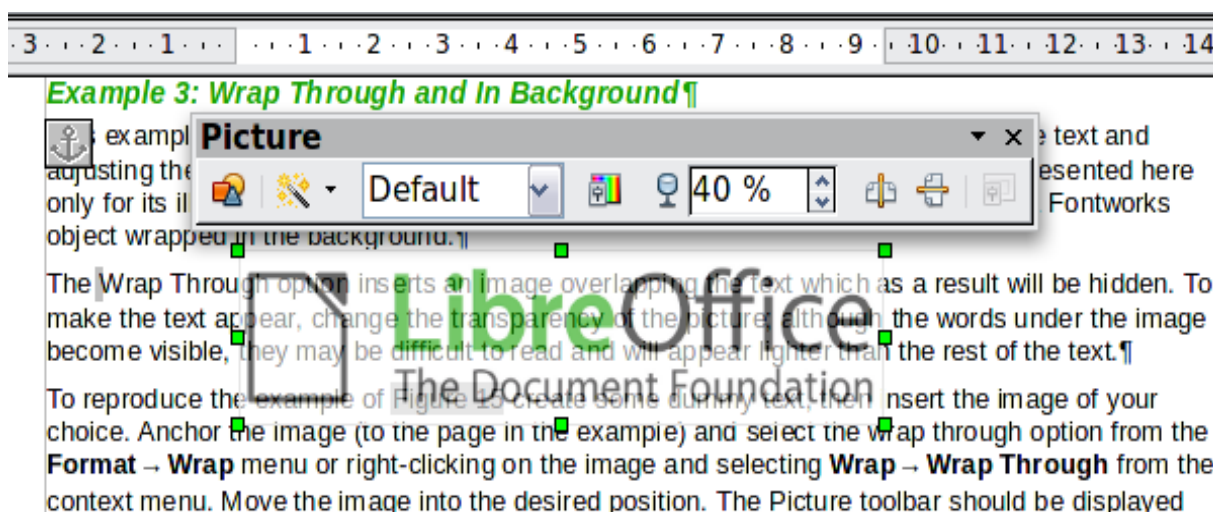 3 2 1 1 2 3 4 5 6 7 8 9 10 11 12 13 14
Example 3: Wrap Through and In Background¶
example text and
Picture
adjusting the esented here
Default 40 %
only for its il Fontworks
object wrapped in the background.¶
The Wrap Through option inserts an image overlapping the text which as a result will be hidden. To
LibreOffice
make the text appear, change the transparency of the picture; although the words under the image
become visible, they may be difficult to read and will appear lighter than the rest of the text.¶
The Document Foundation
To reproduce the example of Figure 15 create some dummy text, then insert the image of your
choice. Anchor the image (to the page in the example) and select the wrap through option from the
Format→Wrap menu or right-clicking on the image and selecting Wrap→Wrap Through from the
context menu. Move the image into the desired position. The Picture toolbar should be displayed